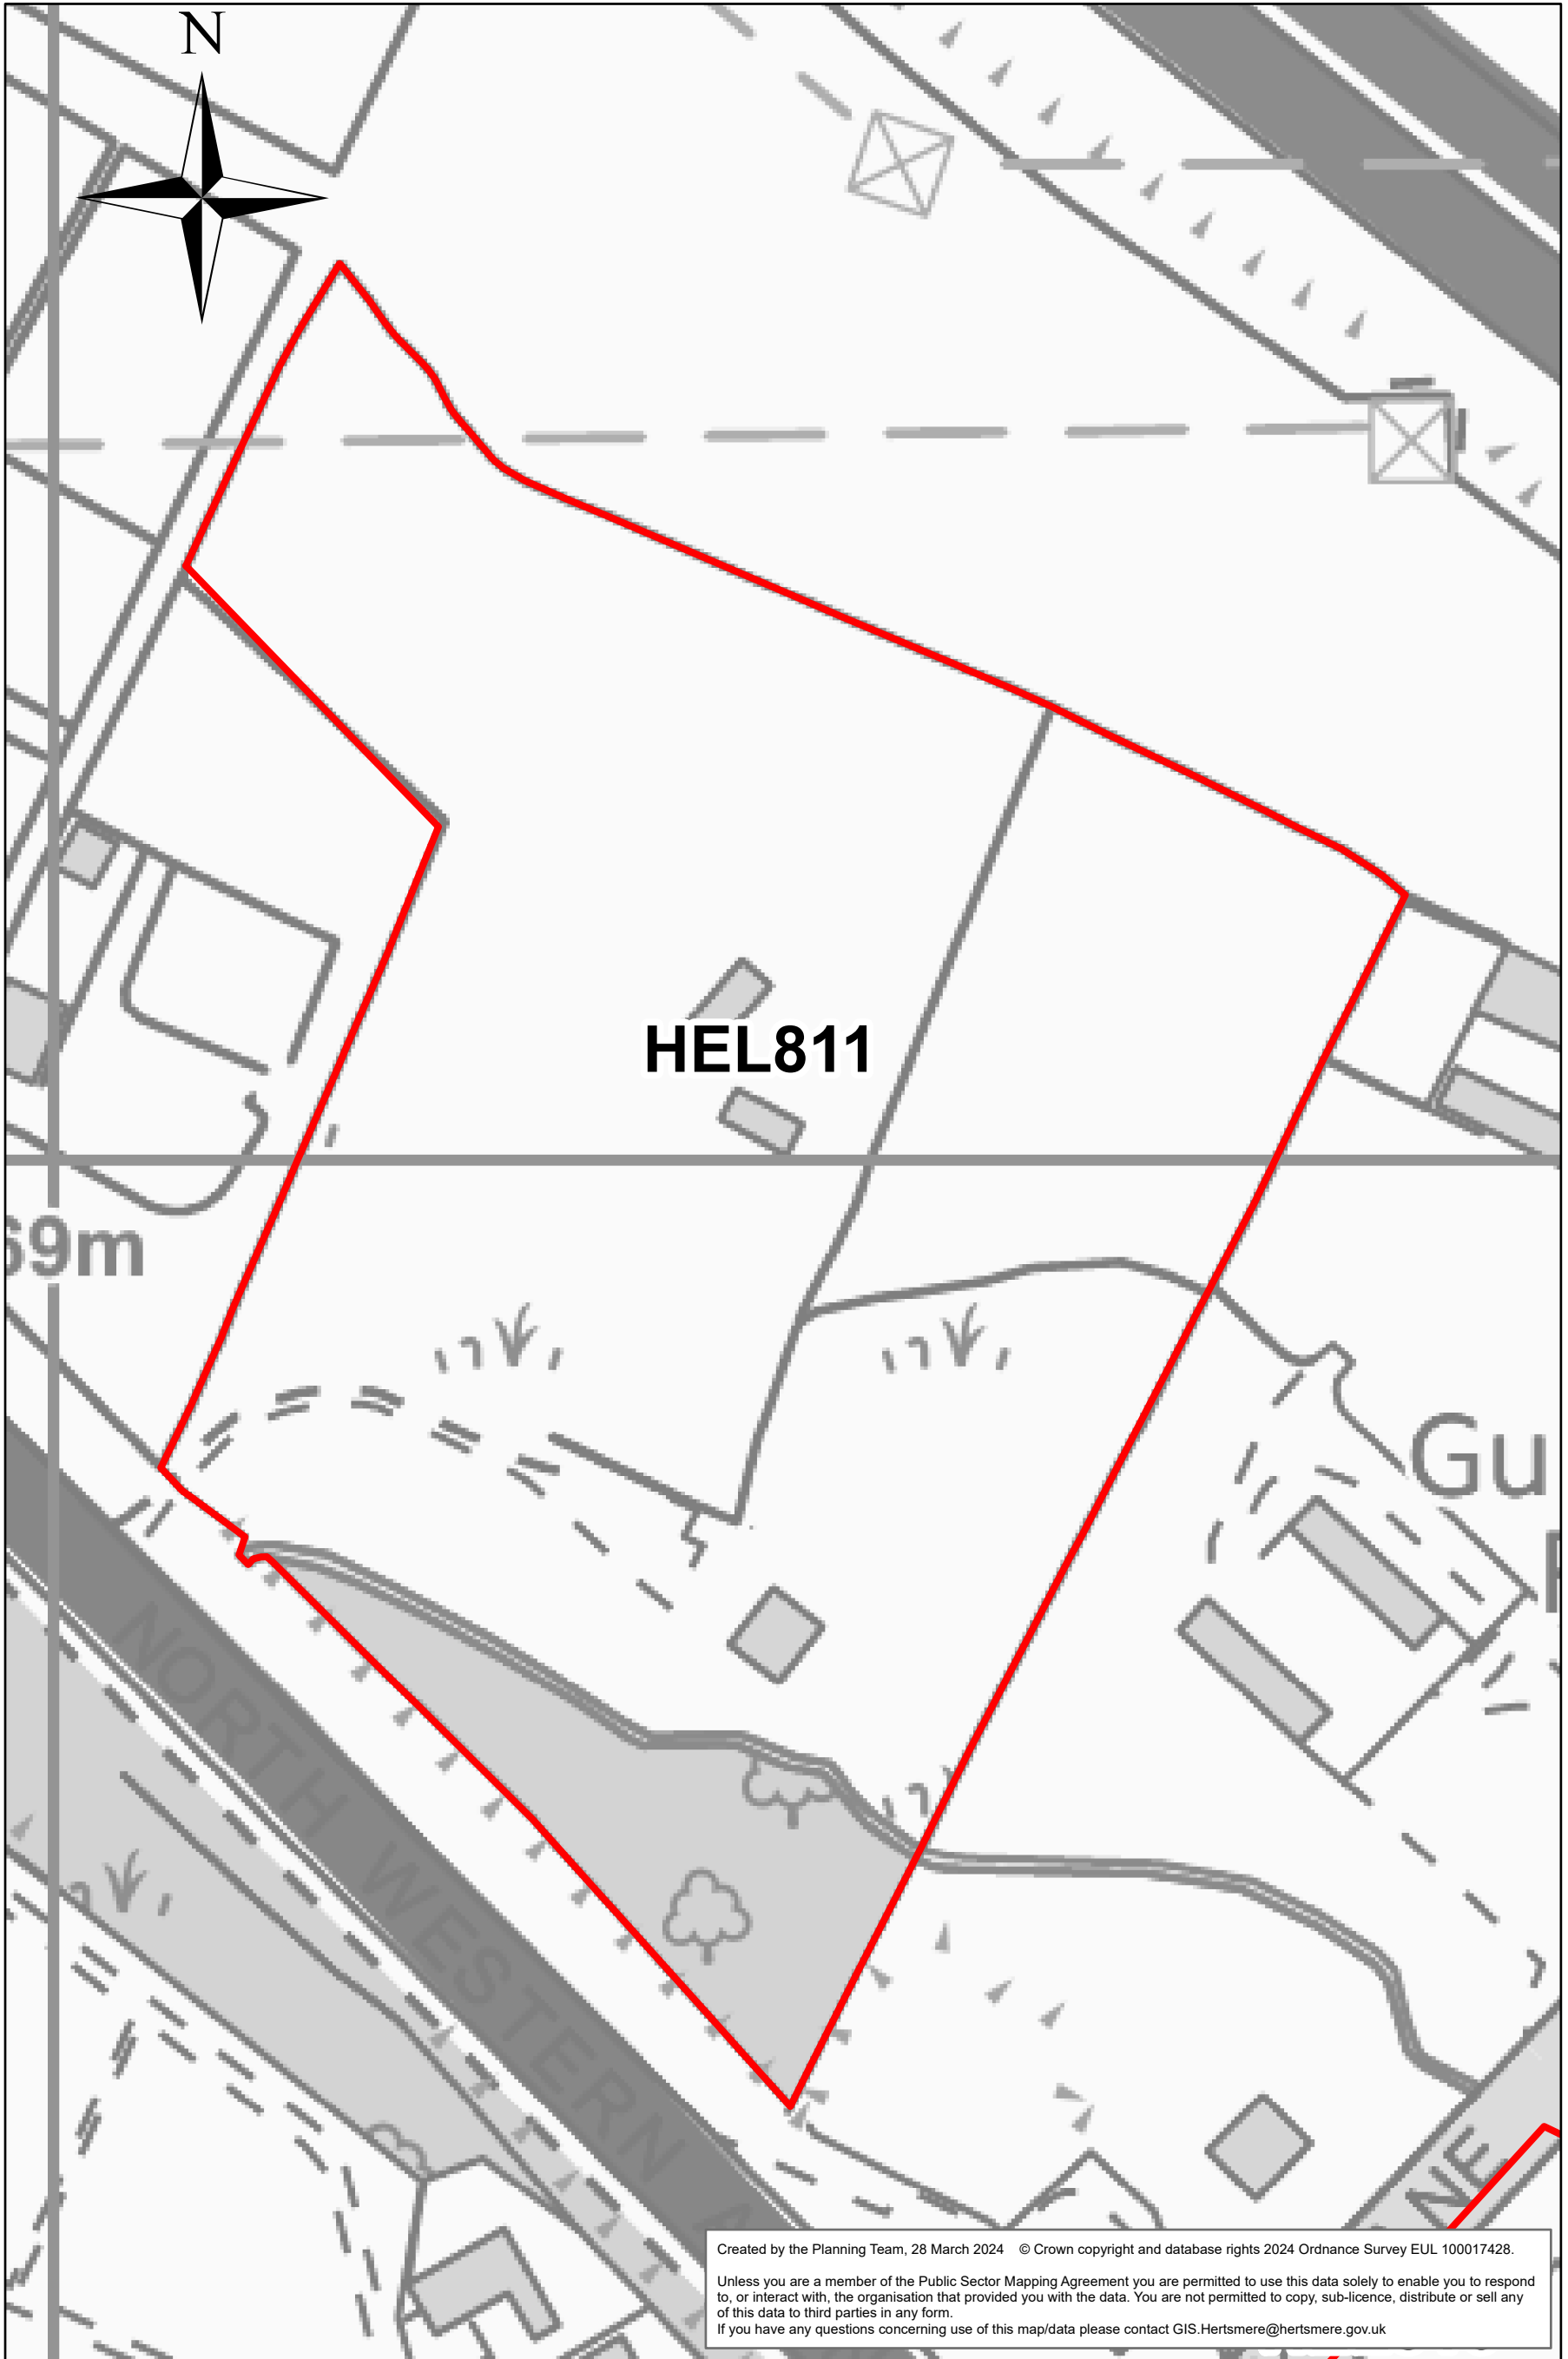 N
HEL811
69m
Gu
NORTH WESTERN A
NE
Created by the Planning Team, 28 March 2024 © Crown copyright and database rights 2024 Ordnance Survey EUL 100017428.
Unless you are a member of the Public Sector Mapping Agreement you are permitted to use this data solely to enable you to respond
to, or interact with, the organisation that provided you with the data. You are not permitted to copy, sub-licence, distribute or sell any
of this data to third parties in any form.
If you have any questions concerning use of this map/data please contact GIS.Hertsmere@hertsmere.gov.uk